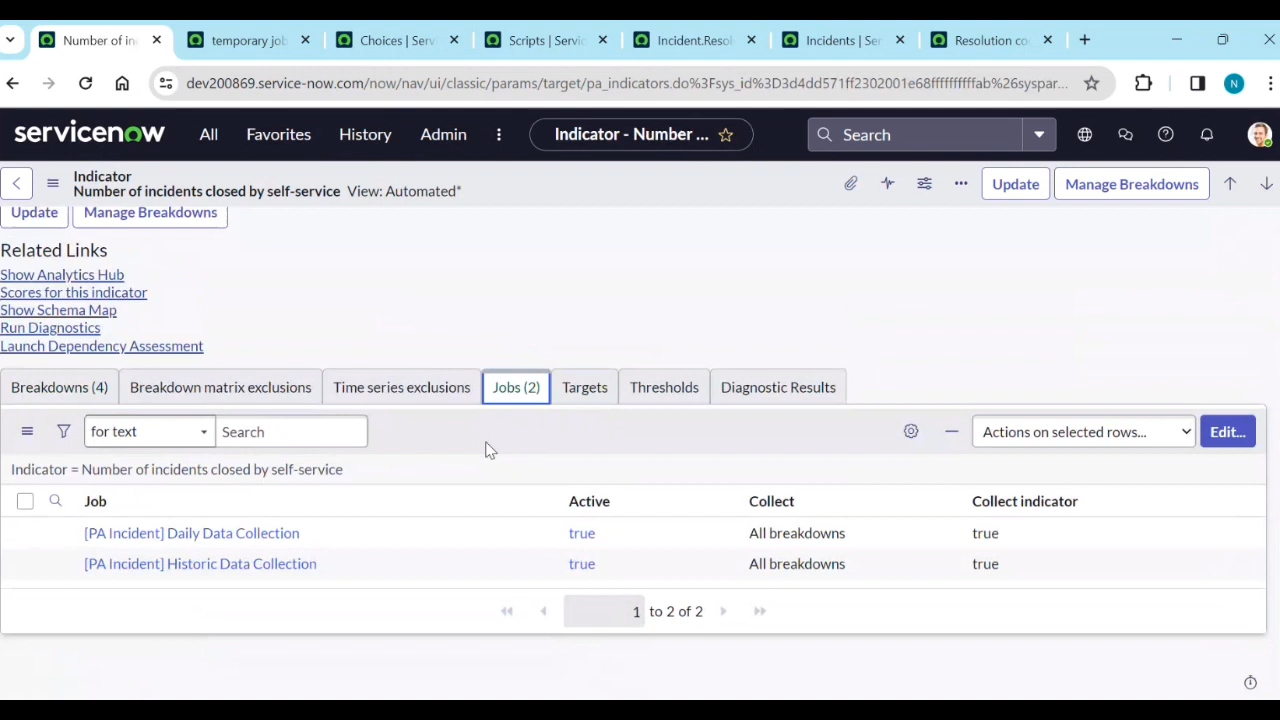 Number of in
temporary job
Choices | Serv
Scripts | Servic
Incident.Resol
Incidents | Ser
Resolution co
dev200869.service-now.com/now/nav/ui/classic/params/target/pa_indicators.do%3Fsys_id%3D3d4dd571ff2302001e68ffffffffffab%26syspar...
N
servicenow
All
Favorites
History
Admin
Indicator - Number ...
Search
Indicator
Number of incidents closed by self-service View: Automated*
Update
Manage Breakdowns
Update
Manage Breakdowns
Related Links
Show Analytics Hub
Scores for this indicator
Show Schema Map
Run Diagnostics
Launch Dependency Assessment
Breakdowns (4)
Breakdown matrix exclusions
Time series exclusions
Jobs (2)
Targets
Thresholds
Diagnostic Results
for text
Search
Actions on selected rows...
Edit...
Indicator = Number of incidents closed by self-service
Job Active Collect Collect indicator
[PA Incident] Daily Data Collection true All breakdowns true
[PA Incident] Historic Data Collection true All breakdowns true
1 to 2 of 2